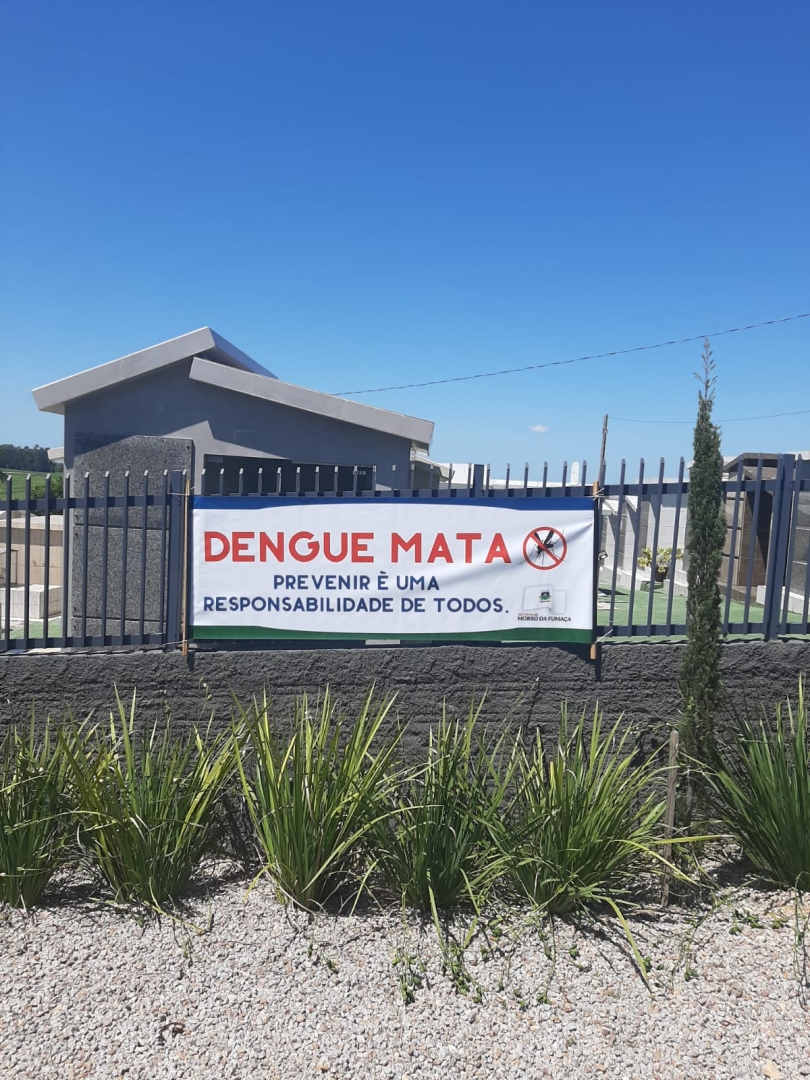 DENGUE MATA
PREVENIR È UMA
RESPONSABILIDADE DE TODOS.
MORRO DA FUMAÇA